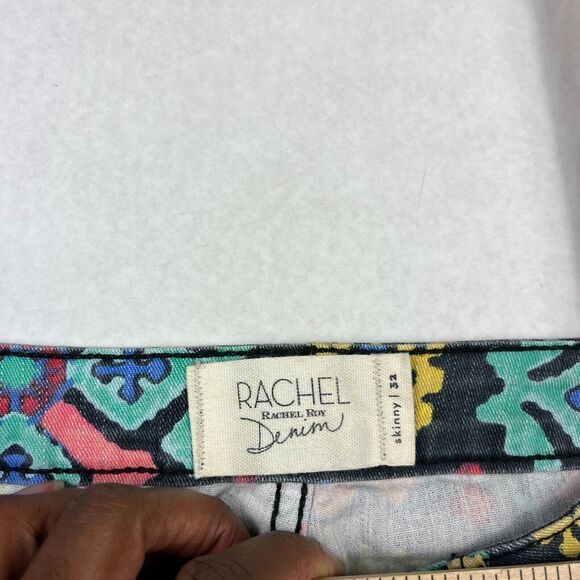 RACHEL
RACHEL ROY
Denim
skinny | 32